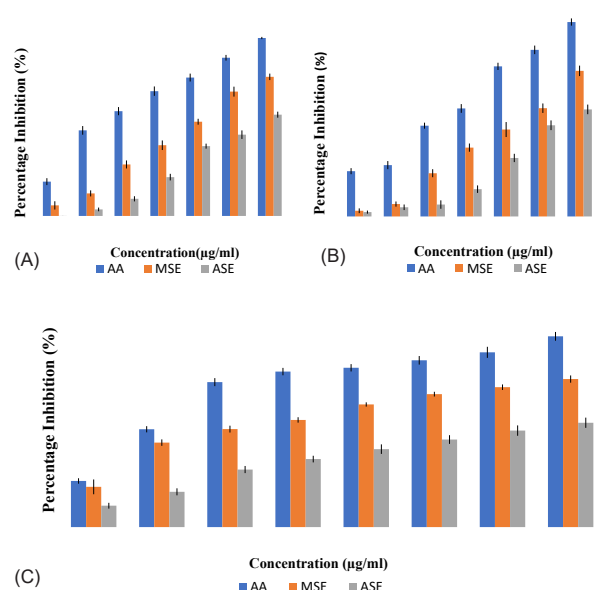 Percentage Inhibition (%)
Concentration(µg/ml)
(A)
AA MSE ASE
Percentage Inhibition (%)
Concentration (µg/ml)
(B)
AA MSE ASE
Percentage Inhibition (%)
Concentration (µg/ml)
(C)
AA MSE ASE